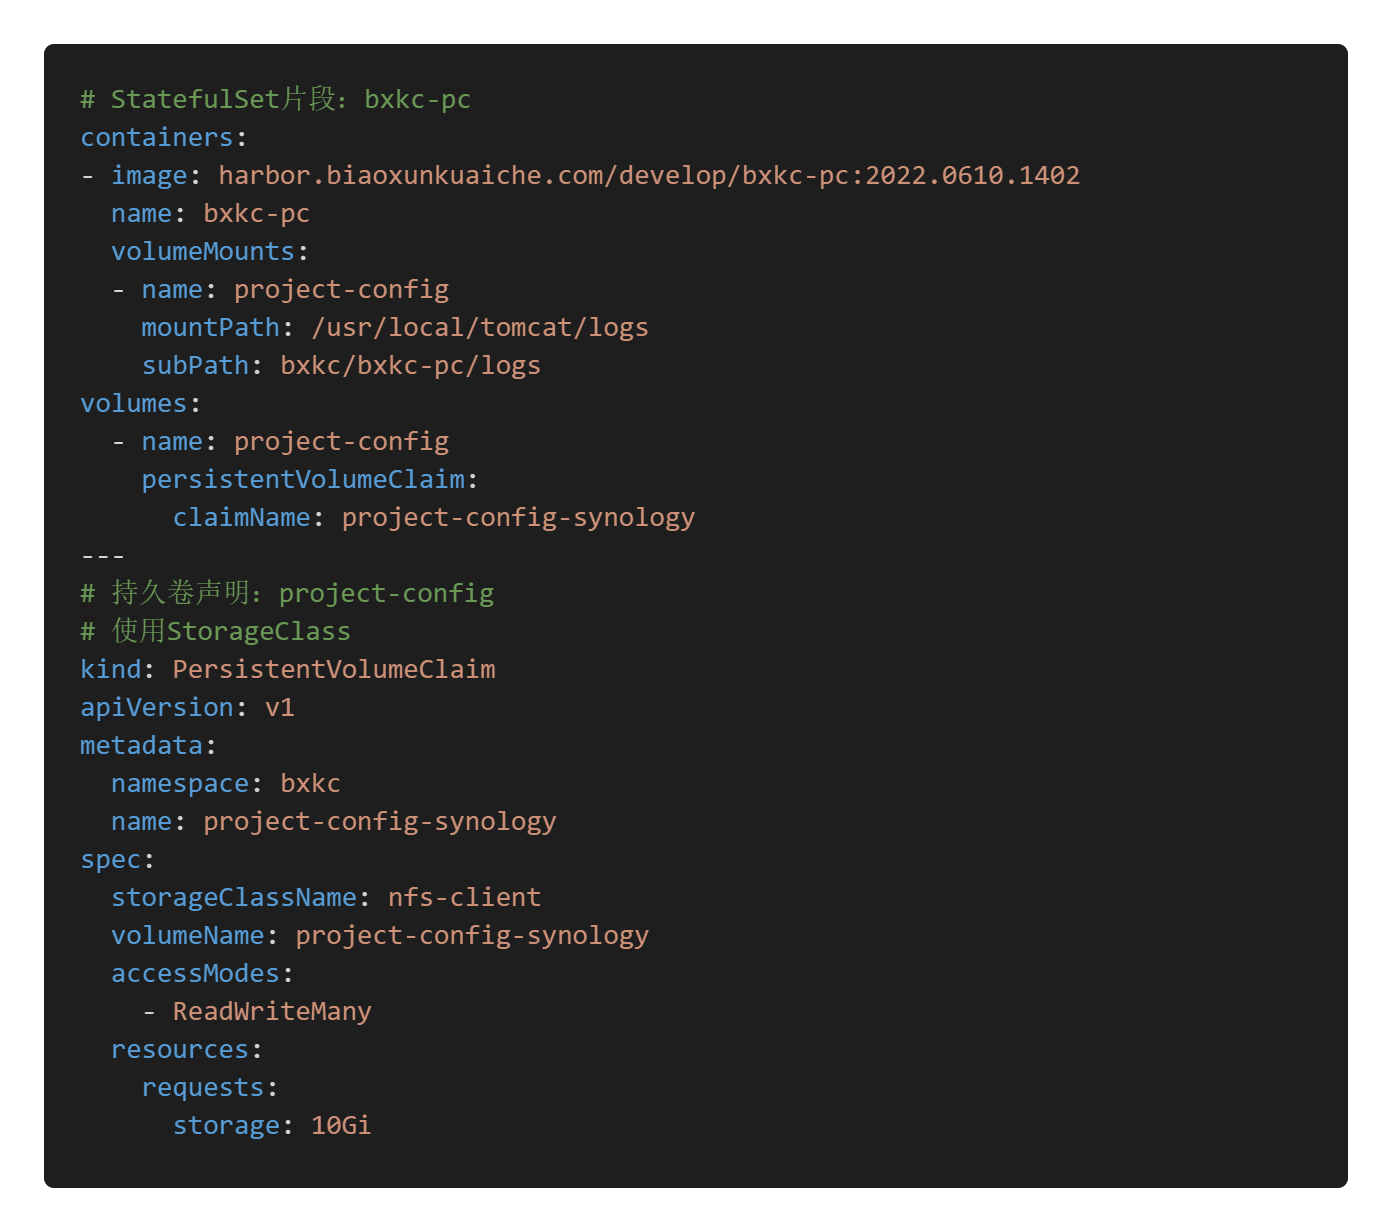 # StatefulSet片段：bxkc-pc
containers:
- image: harbor.biaoxunkuaiche.com/develop/bxkc-pc:2022.0610.1402
  name: bxkc-pc
  volumeMounts:
  - name: project-config
    mountPath: /usr/local/tomcat/logs
    subPath: bxkc/bxkc-pc/logs
volumes:
  - name: project-config
    persistentVolumeClaim:
      claimName: project-config-synology
---
# 持久卷声明：project-config
# 使用StorageClass
kind: PersistentVolumeClaim
apiVersion: v1
metadata:
  namespace: bxkc
  name: project-config-synology
spec:
  storageClassName: nfs-client
  volumeName: project-config-synology
  accessModes:
    - ReadWriteMany
  resources:
    requests:
      storage: 10Gi